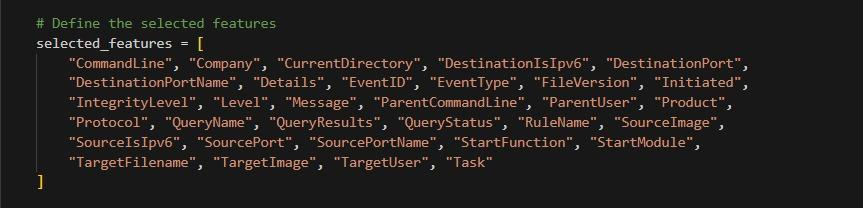 # Define the selected features
selected_features = [
"CommandLine", "Company", "CurrentDirectory", "DestinationIsIpv6", "DestinationPort",
"DestinationPortName", "Details", "EventID", "EventType", "FileVersion", "Initiated",
"IntegrityLevel", "Level", "Message", "ParentCommandLine", "ParentUser", "Product",
"Protocol", "QueryName", "QueryResults", "QueryStatus", "RuleName", "SourceImage",
"SourceIsIpv6", "SourcePort", "SourcePortName", "StartFunction", "StartModule",
"TargetFilename", "TargetImage", "TargetUser", "Task"
]